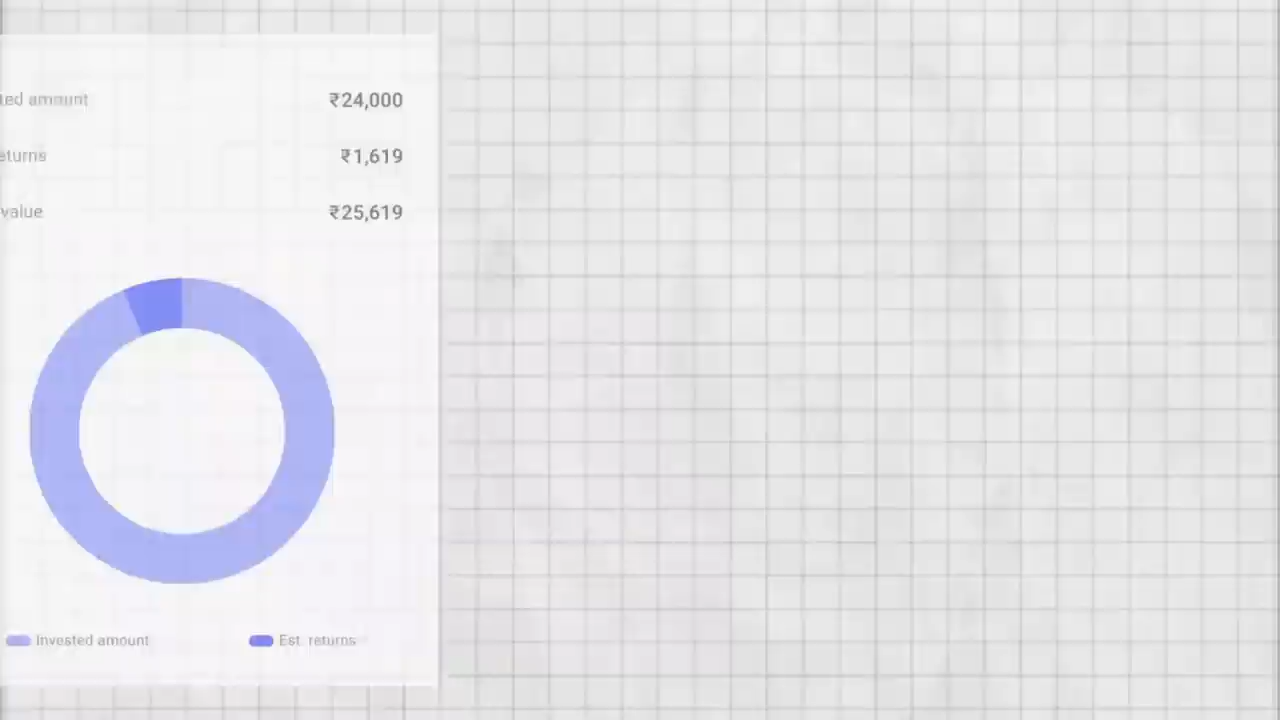 ted amount ₹24,000
eturns ₹1,619
value ₹25,619
Invested amount Est. returns